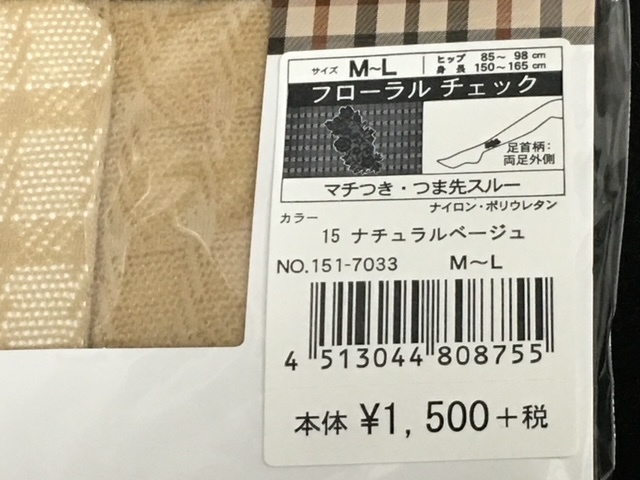 サイズ M~L ヒップ 85~ 98 cm
身長 150~165 cm
フローラル チェック
足首柄:
両足外側
マチつき・つま先スルー
ナイロン・ポリウレタン
カラー
15 ナチュラルベージュ
NO.151-7033 M~L
4 513044 808755
本体 ¥1,500+税